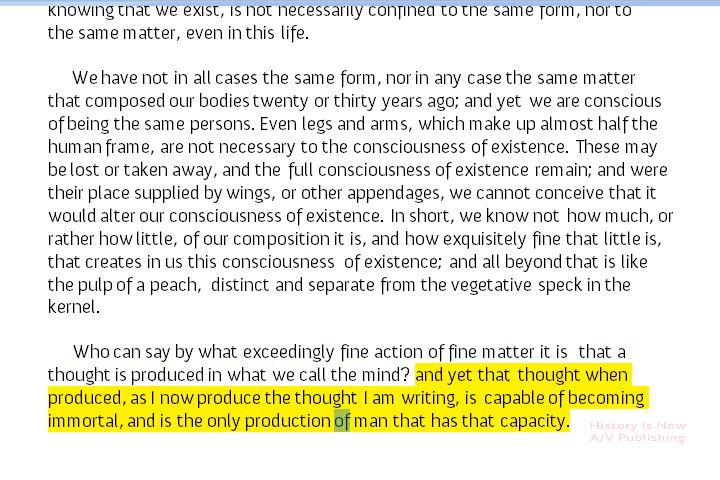 knowing that we exist, is not necessarily confined to the same form, nor to
the same matter, even in this life.
We have not in all cases the same form, nor in any case the same matter
that composed our bodies twenty or thirty years ago; and yet we are conscious
of being the same persons. Even legs and arms, which make up almost half the
human frame, are not necessary to the consciousness of existence. These may
be lost or taken away, and the full consciousness of existence remain; and were
their place supplied by wings, or other appendages, we cannot conceive that it
would alter our consciousness of existence. In short, we know not how much, or
rather how little, of our composition it is, and how exquisitely fine that little is,
that creates in us this consciousness of existence; and all beyond that is like
the pulp of a peach, distinct and separate from the vegetative speck in the
kernel.
Who can say by what exceedingly fine action of fine matter it is that a
thought is produced in what we call the mind? and yet that thought when
produced, as I now produce the thought I am writing, is capable of becoming
immortal, and is the only production of man that has that capacity.
History Is Now
A/V Publishing